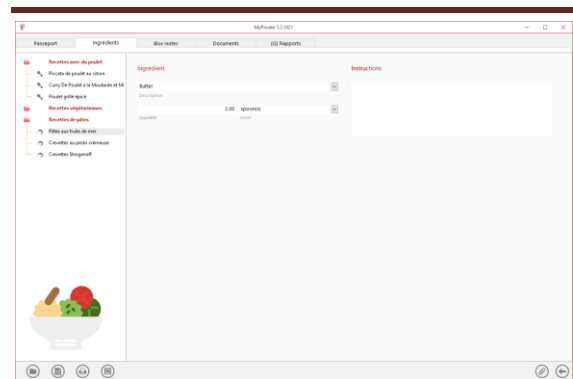 MyPrivate 5.2.1021
Passeport
Ingrédients
Bloc-notes
Documents
Rapports
Recettes avec du poulet
Piccata de poulet au citron
Curry De Poulet à la Moutarde et Mi
Poulet grillé épicé
Recettes végétariennes
Recettes de pâtes
Pâtes aux fruits de mer
Crevettes au pesto crémeuse
Crevettes Stroganoff
Ingrédient
Instructions
Butter
Description
2.00 spoon(s)
Quantité